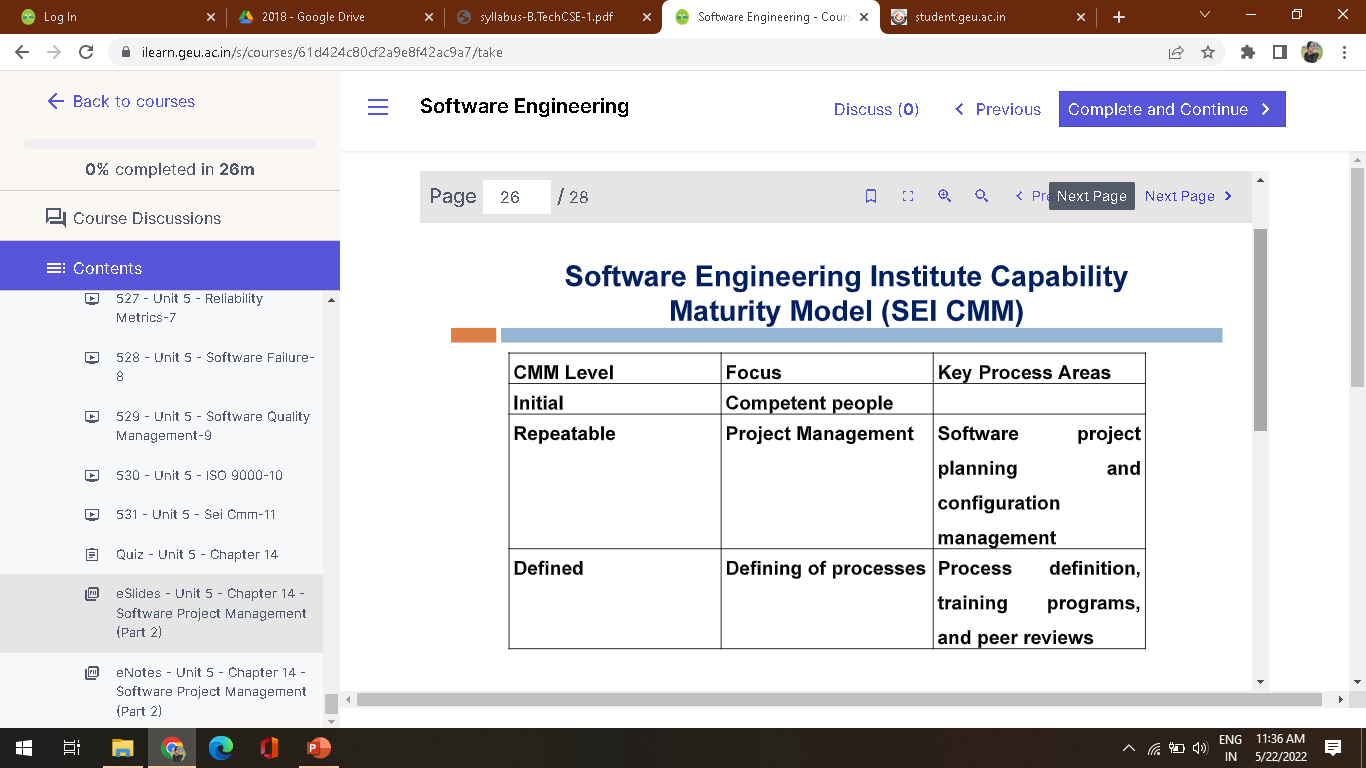 Log In
2018 - Google Drive
syllabus-B.TechCSE-1.pdf
Software Engineering - Cours
student.geu.ac.in
ilearn.geu.ac.in/s/courses/61d424c80cf2a9e8f42ac9a7/take
Back to courses
0% completed in 26m
Course Discussions
Contents
527 - Unit 5 - Reliability
Metrics-7
528 - Unit 5 - Software Failure-
8
529 - Unit 5 - Software Quality
Management-9
530 - Unit 5 - ISO 9000-10
531 - Unit 5 - Sei Cmm-11
Quiz - Unit 5 - Chapter 14
eSlides - Unit 5 - Chapter 14 -
Software Project Management
(Part 2)
eNotes - Unit 5 - Chapter 14 -
Software Project Management
(Part 2)
Software Engineering
Discuss (0)
Previous
Complete and Continue
Page 26 / 28
Pre
Next Page
Next Page
Software Engineering Institute Capability
Maturity Model (SEI CMM)
CMM Level Focus Key Process Areas
Initial Competent people
Repeatable Project Management Software project
planning and
configuration
management
Defined Defining of processes Process definition,
training programs,
and peer reviews
ENG
IN
11:36 AM
5/22/2022